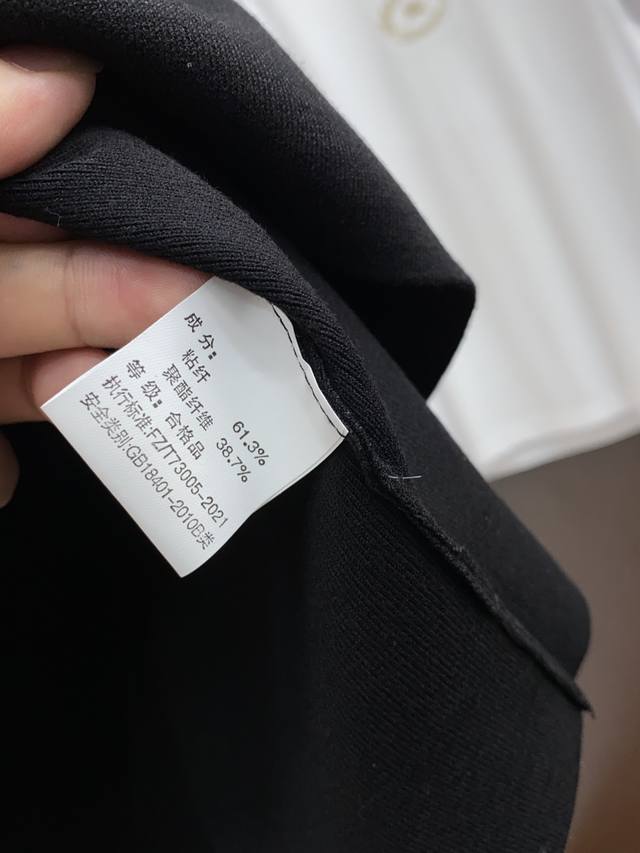 成分:
粘纤 61.3%
聚酯纤维 38.7%
等级: 合格品
执行标准:FZ/T73005-2021
安全类别:GB18401-2010B类